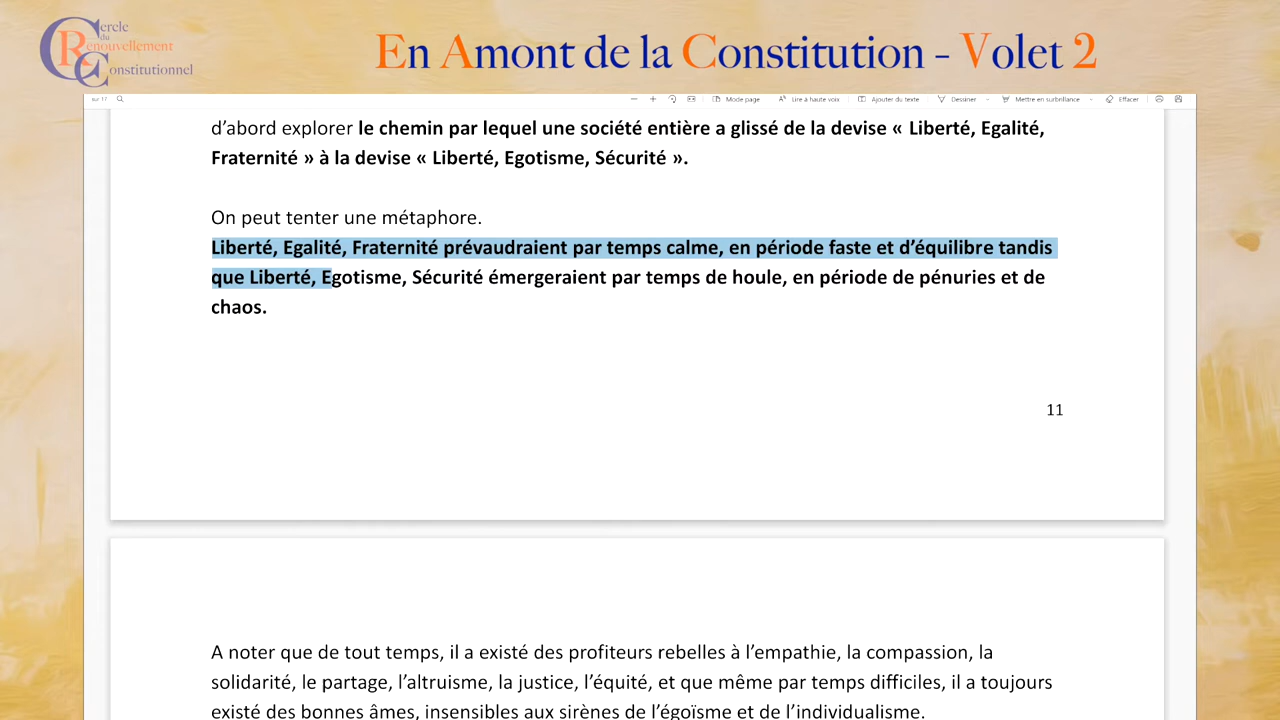 Cercle
du
Renouvellement
Constitutionnel
En Amont de la Constitution - Volet 2
sur 17
Mode page
Lire à haute voix
Ajouter du texte
Dessiner
Mettre en surbrillance
Effacer
d’abord explorer le chemin par lequel une société entière a glissé de la devise « Liberté, Egalité,
Fraternité » à la devise « Liberté, Egotisme, Sécurité ».
On peut tenter une métaphore.
Liberté, Egalité, Fraternité prévaudraient par temps calme, en période faste et d’équilibre tandis
que Liberté, Egotisme, Sécurité émergeraient par temps de houle, en période de pénuries et de
chaos.
11
A noter que de tout temps, il a existé des profiteurs rebelles à l’empathie, la compassion, la
solidarité, le partage, l’altruisme, la justice, l’équité, et que même par temps difficiles, il a toujours
existé des bonnes âmes, insensibles aux sirènes de l’égoïsme et de l’individualisme.